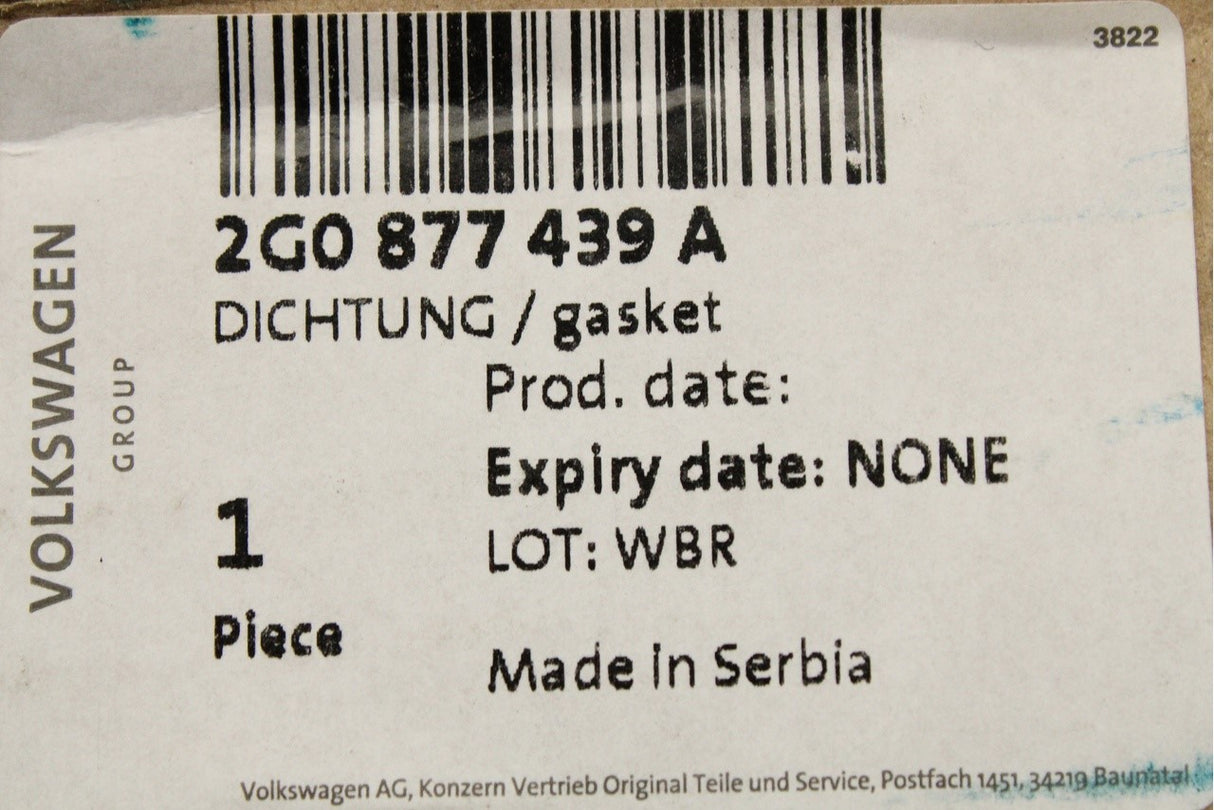 3822
2G0 877 439 A
DICHTUNG / gasket
Prod. date:
Expiry date: NONE
1
LOT: WBR
Piece
Made in Serbia
VOLKSWAGEN
GROUP
Volkswagen AG, Konzern Vertrieb Original Teile und Service, Postfach 1451, 34219 Baunatal